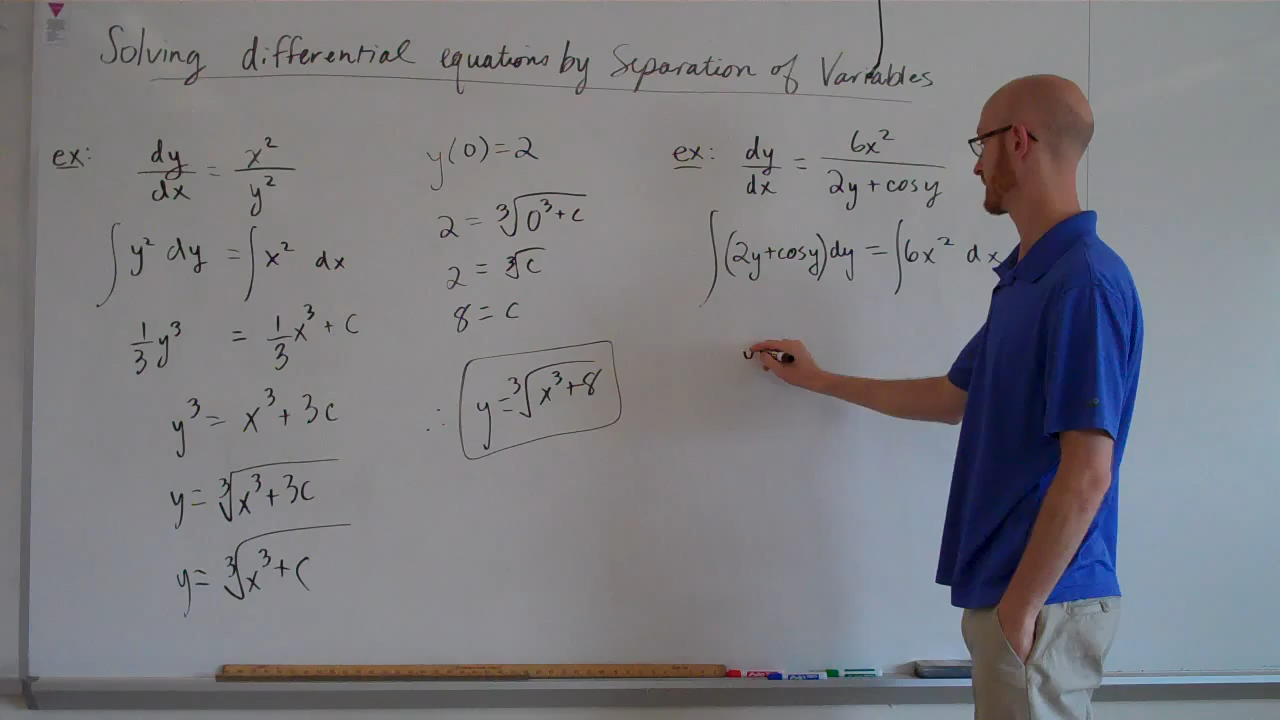 Solving differential equations by Separation of Variables
ex: dy/dx = x²/y²
∫ y² dy = ∫ x² dx
1/3 y³ = 1/3 x³ + C
y³ = x³ + 3C
y = ∛(x³ + 3C)
y = ∛(x³ + C)
y(0) = 2
2 = ∛(0³ + C)
2 = ∛C
8 = C
∴ y = ∛(x³ + 8)
ex: dy/dx = 6x²/(2y + cosy)
∫ (2y + cosy) dy = ∫ 6x² dx